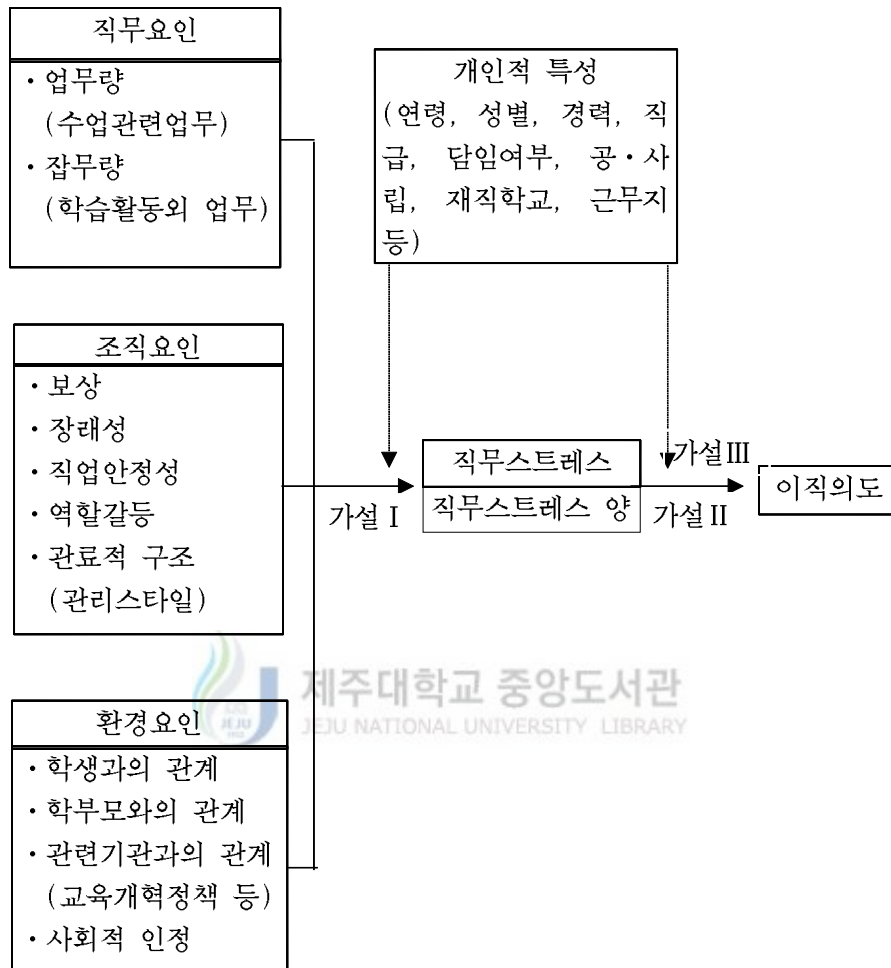 직무요인
・업무량
(수업관련업무)
・잡무량
(학습활동외 업무)
개인적 특성
(연령, 성별, 경력, 직
급, 담임여부, 공・사
립, 재직학교, 근무지
등)
조직요인
・보상
・장래성
・직업안정성
・역할갈등
・관료적 구조
(관리스타일)
가설 I
직무스트레스
직무스트레스 양
가설III
가설II
이직의도
제주대학교 중앙도서관
JEJU NATIONAL UNIVERSITY LIBRARY
JEJU
1952
환경요인
・학생과의 관계
・학부모와의 관계
・관련기관과의 관계
(교육개혁정책 등)
・사회적 인정